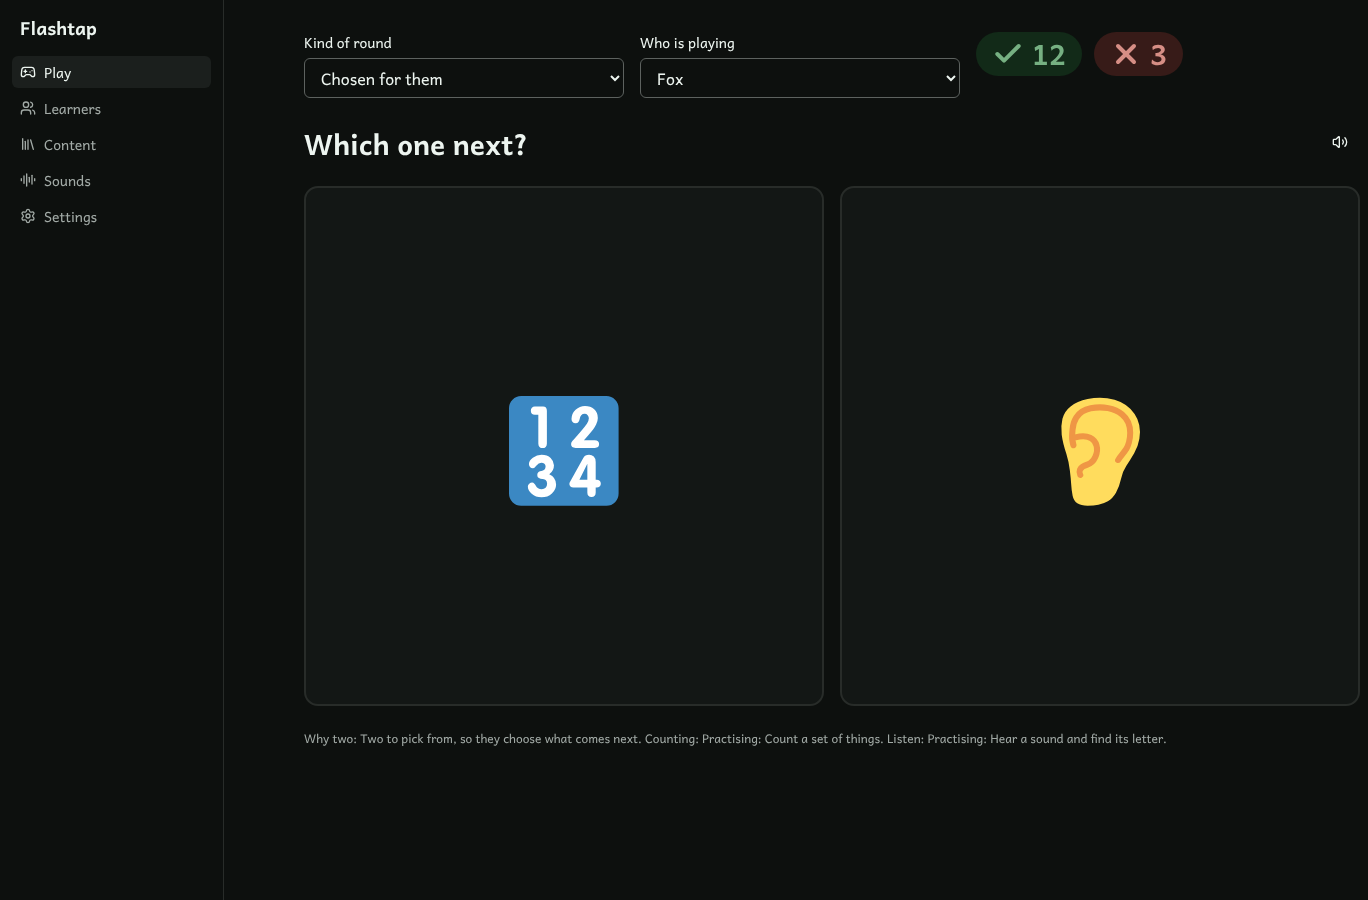 Flashtap
Play
Learners
Content
Sounds
Settings
Kind of round
Chosen for them
Who is playing
Fox
12
3
Which one next?
1 2
3 4
Why two: Two to pick from, so they choose what comes next. Counting: Practising: Count a set of things. Listen: Practising: Hear a sound and find its letter.